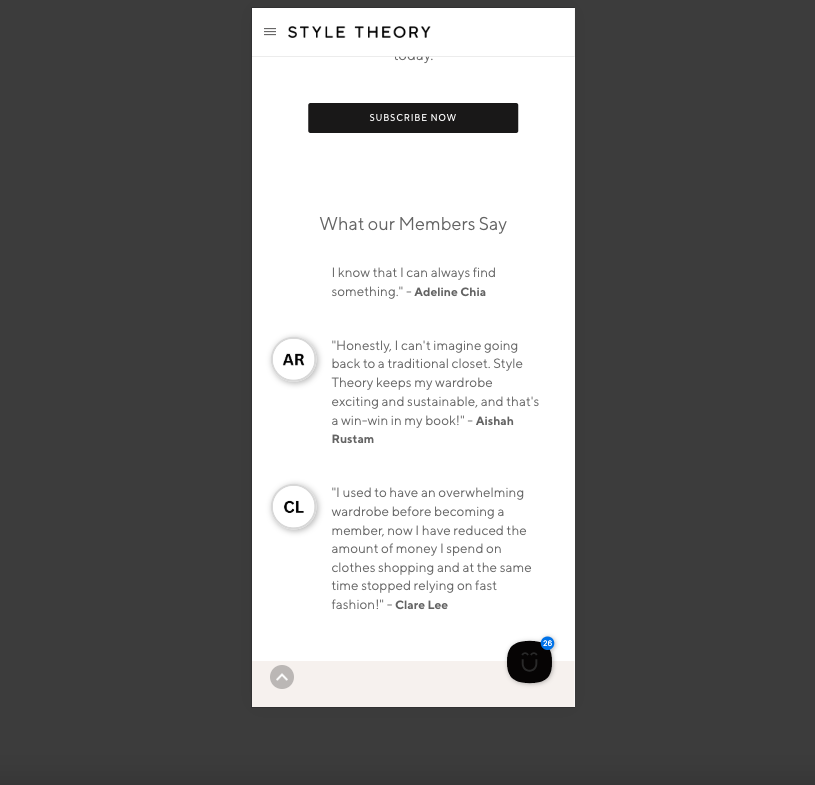 STYLE THEORY
today.
SUBSCRIBE NOW
What our Members Say
I know that I can always find
something." - Adeline Chia
AR
"Honestly, I can't imagine going
back to a traditional closet. Style
Theory keeps my wardrobe
exciting and sustainable, and that's
a win-win in my book!" - Aishah
Rustam
CL
"I used to have an overwhelming
wardrobe before becoming a
member, now I have reduced the
amount of money I spend on
clothes shopping and at the same
time stopped relying on fast
fashion!" - Clare Lee
26